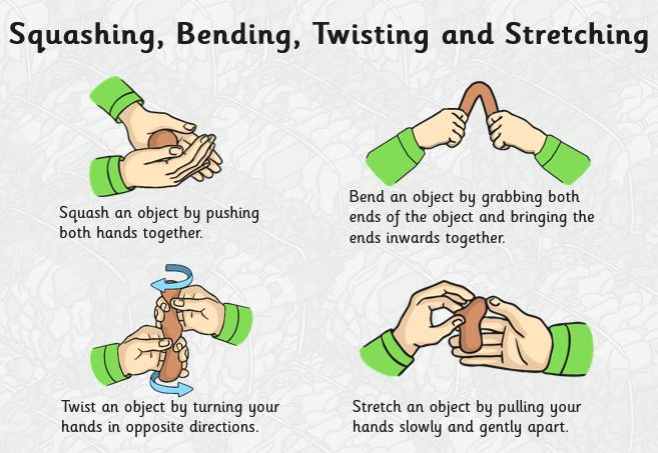 Squashing, Bending, Twisting and Stretching
Squash an object by pushing
both hands together.
Bend an object by grabbing both
ends of the object and bringing the
ends inwards together.
Twist an object by turning your
hands in opposite directions.
Stretch an object by pulling your
hands slowly and gently apart.